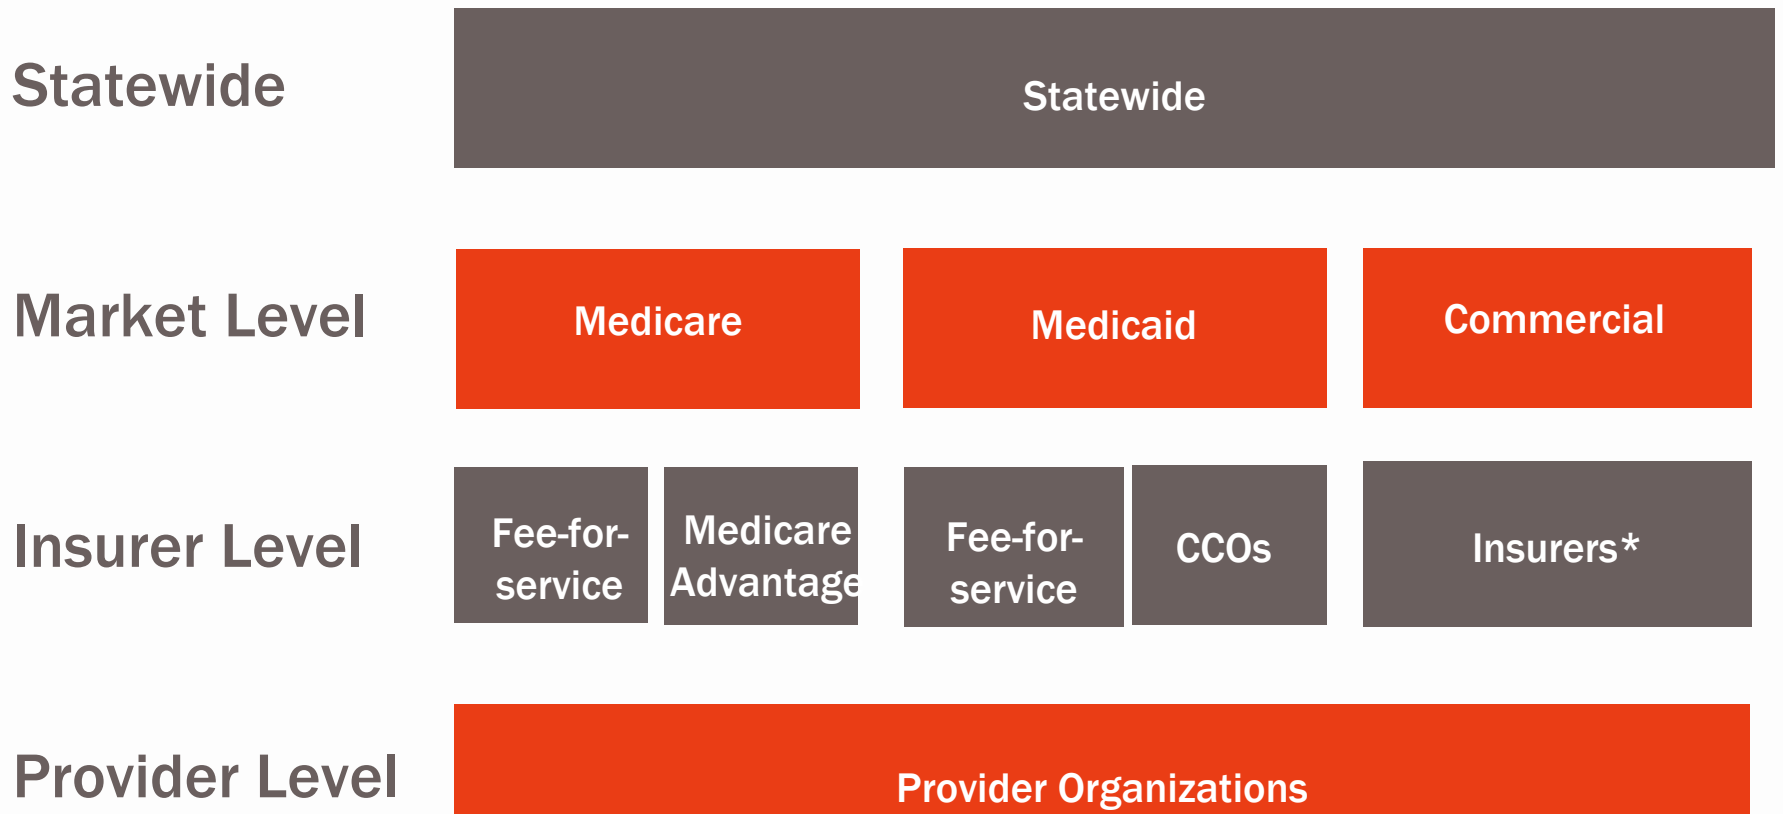 Statewide
Statewide
Market Level
Medicare
Medicaid
Commercial
Insurer Level
Fee-for-
service
Medicare
Advantage
Fee-for-
service
CCOs
Insurers*
Provider Level
Provider Organizations